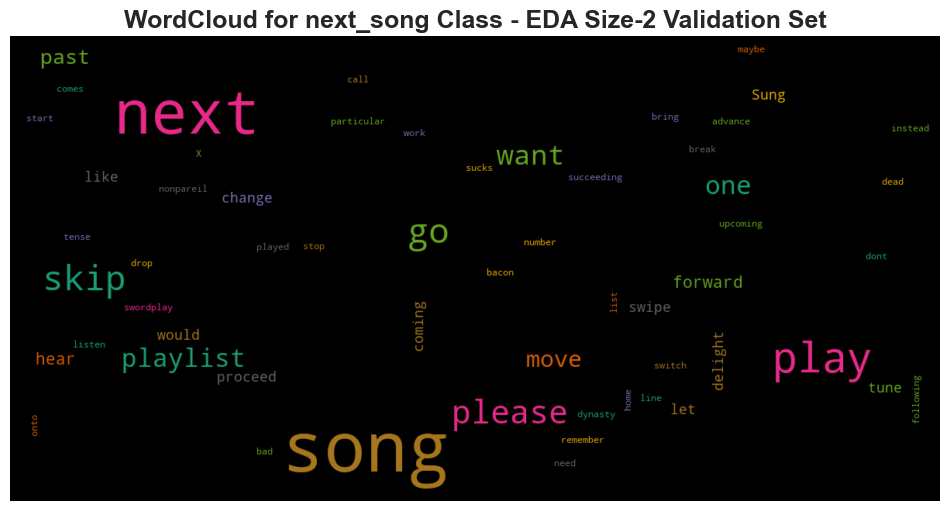 WordCloud for next_song Class - EDA Size-2 Validation Set
past
maybe
call
comes
Sung
next
start
particular
work
bring
advance
instead
X
want
break
like
sucks
succeeding
dead
nonpareil
change
one
upcoming
go
tense
played
stop
number
dont
drop
bacon
skip
forward
swordplay
list
swipe
coming
would
listen
hear
playlist
move
switch
delight
play
proceed
tune
following
home
line
let
please
dynasty
onto
song
remember
bad
need